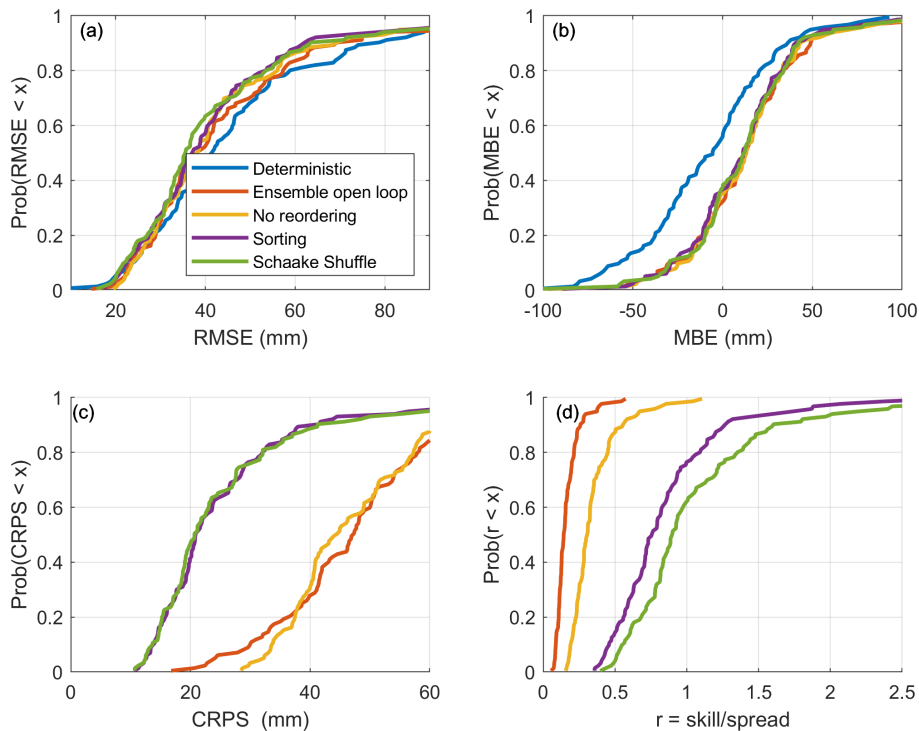 (a)
Prob(RMSE < x)
1
0.8
0.6
0.4
0.2
0
20
40
60
80
RMSE (mm)
Deterministic
Ensemble open loop
No reordering
Sorting
Schaake Shuffle
(b)
Prob(MBE < x)
1
0.8
0.6
0.4
0.2
0
-100
-50
0
50
100
MBE (mm)
(c)
Prob(CRPS < x)
1
0.8
0.6
0.4
0.2
0
0
20
40
60
CRPS (mm)
(d)
Prob(r < x)
1
0.8
0.6
0.4
0.2
0
0
0.5
1
1.5
2
2.5
r = skill/spread